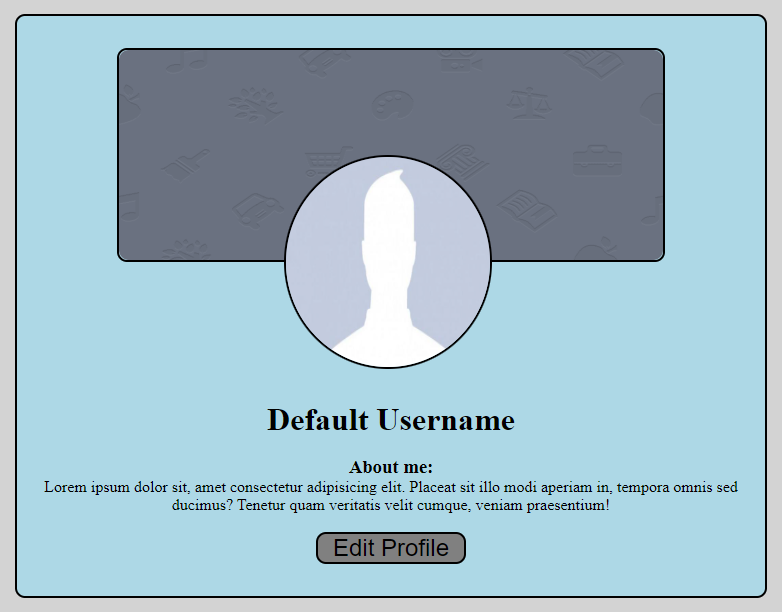 Default Username
About me:
Lorem ipsum dolor sit, amet consectetur adipisicing elit. Placeat sit illo modi aperiam in, tempora omnis sed
ducimus? Tenetur quam veritatis velit cumque, veniam praesentium!
Edit Profile